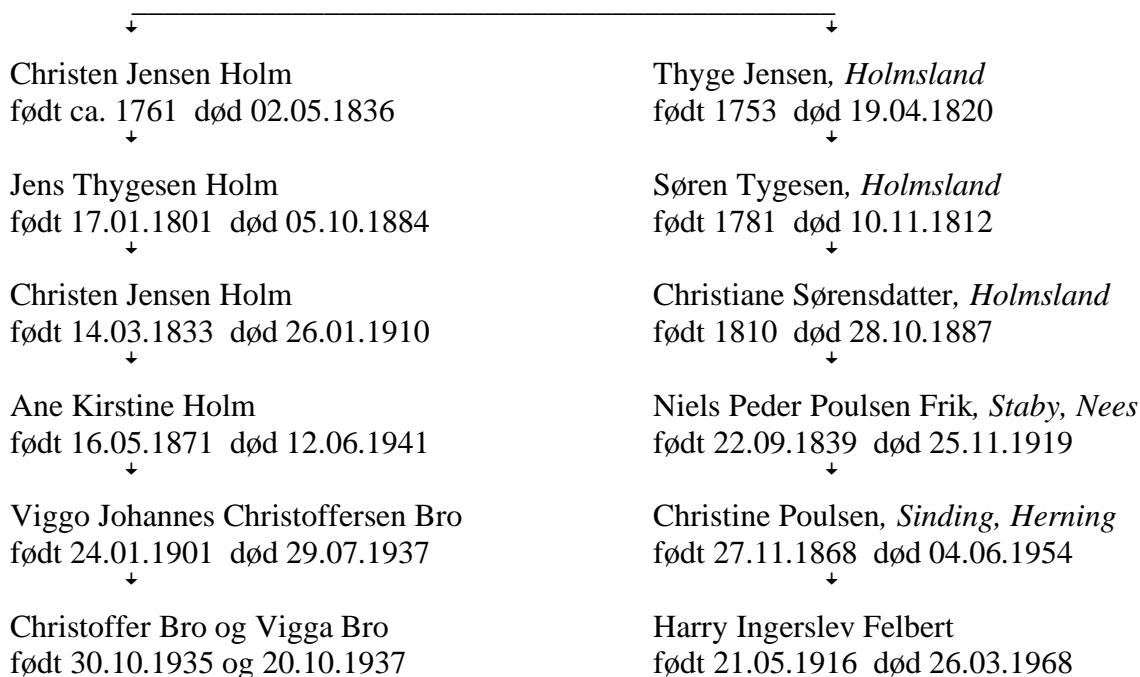 Christen Jensen Holm
født ca. 1761  død 02.05.1836
Thyge Jensen, Holmsland
født 1753  død 19.04.1820
Jens Thygesen Holm
født 17.01.1801  død 05.10.1884
Søren Tygesen, Holmsland
født 1781  død 10.11.1812
Christen Jensen Holm
født 14.03.1833  død 26.01.1910
Christiane Sørensdatter, Holmsland
født 1810  død 28.10.1887
Ane Kirstine Holm
født 16.05.1871  død 12.06.1941
Niels Peder Poulsen Frik, Staby, Nees
født 22.09.1839  død 25.11.1919
Viggo Johannes Christoffersen Bro
født 24.01.1901  død 29.07.1937
Christine Poulsen, Sinding, Herning
født 27.11.1868  død 04.06.1954
Christoffer Bro og Vigga Bro
født 30.10.1935 og 20.10.1937
Harry Ingerslev Felbert
født 21.05.1916  død 26.03.1968